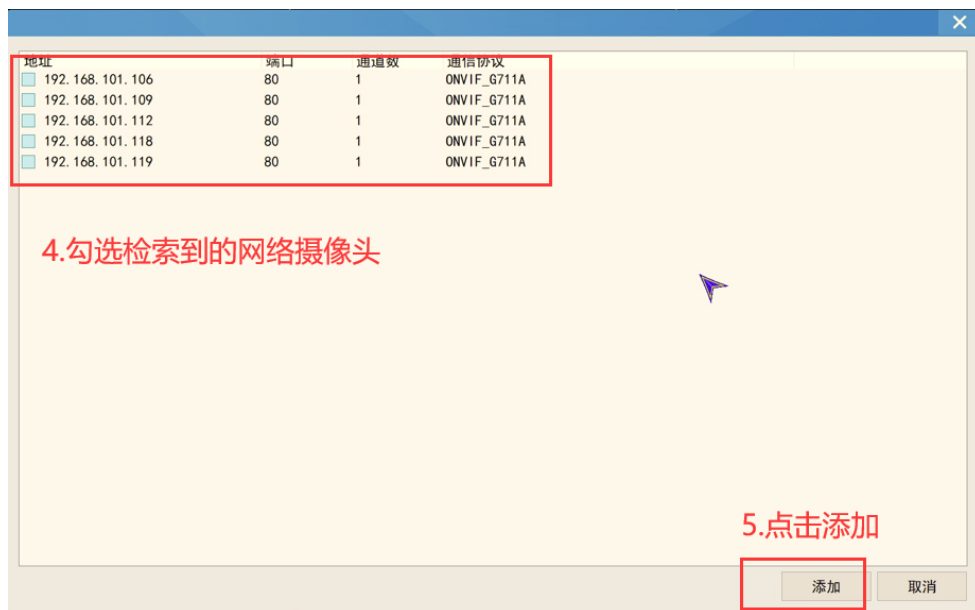 地址 端口 通道数 通信协议
192.168.101.106 80 1 ONVIF_G711A
192.168.101.109 80 1 ONVIF_G711A
192.168.101.112 80 1 ONVIF_G711A
192.168.101.118 80 1 ONVIF_G711A
192.168.101.119 80 1 ONVIF_G711A
4.勾选检索到的网络摄像头
5.点击添加
添加 取消